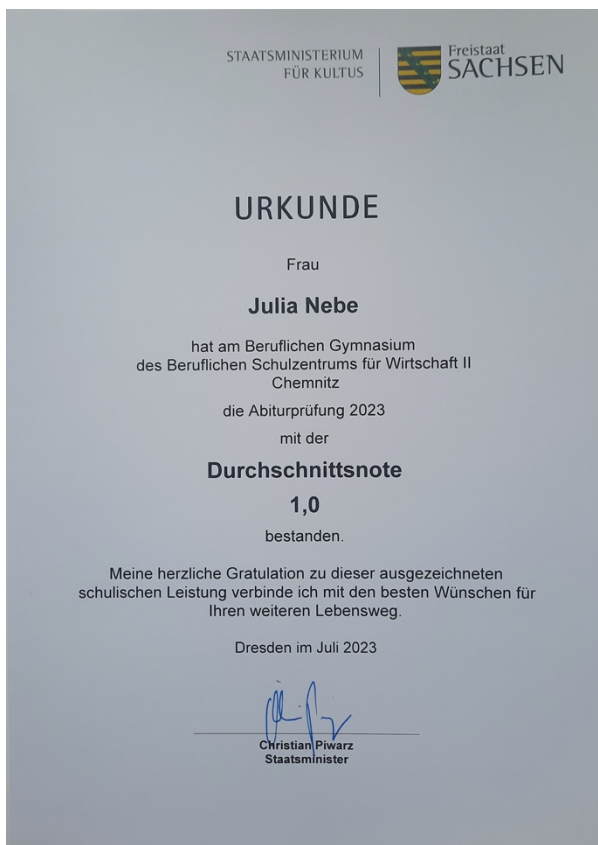 STAATSMINISTERIUM
FÜR KULTUS
Freistaat
SACHSEN
URKUNDE
Frau
Julia Nebe
hat am Beruflichen Gymnasium
des Beruflichen Schulzentrums für Wirtschaft II
Chemnitz
die Abiturprüfung 2023
mit der
Durchschnittsnote
1,0
bestanden.
Meine herzliche Gratulation zu dieser ausgezeichneten
schulischen Leistung verbinde ich mit den besten Wünschen für
Ihren weiteren Lebensweg.
Dresden im Juli 2023
Christian Piwarz
Staatsminister